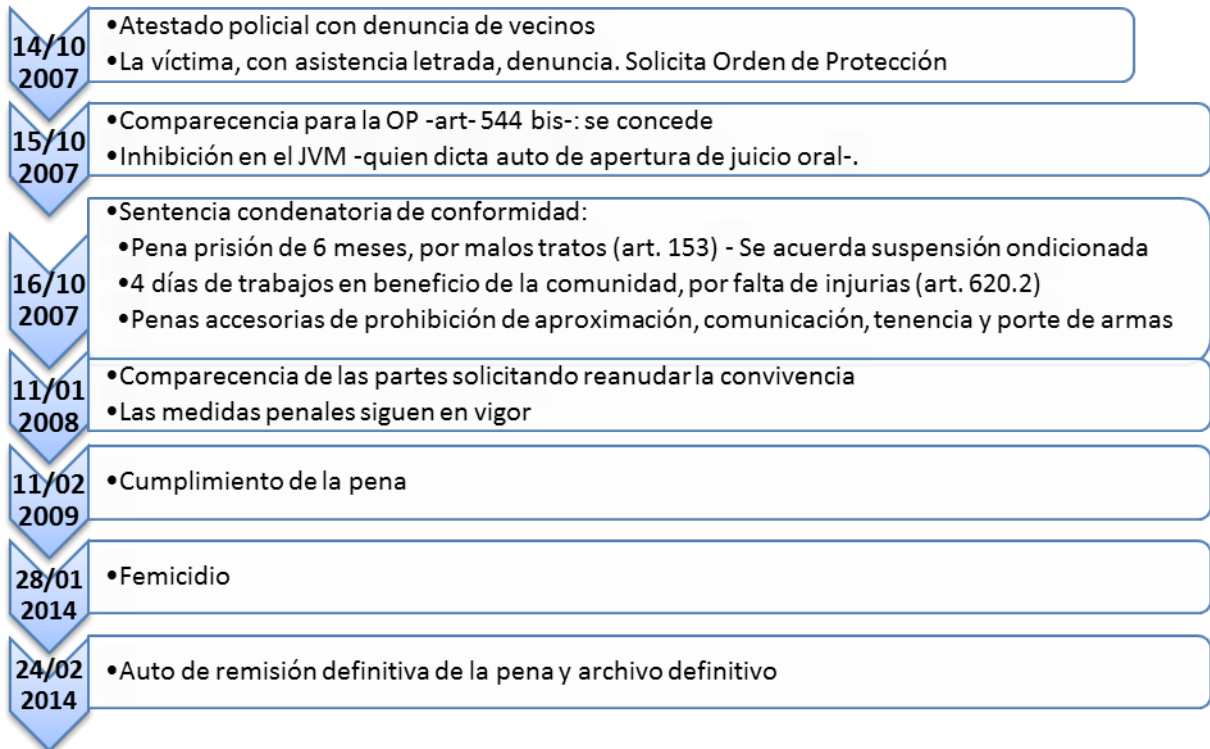 14/10
2007
•Atestado policial con denuncia de vecinos
•La víctima, con asistencia letrada, denuncia. Solicita Orden de Protección
15/10
2007
•Comparecencia para la OP -art- 544 bis-: se concede
•Inhibición en el JVM -quien dicta auto de apertura de juicio oral-.
16/10
2007
•Sentencia condenatoria de conformidad:
•Pena prisión de 6 meses, por malos tratos (art. 153) - Se acuerda suspensión ondicionada
•4 días de trabajos en beneficio de la comunidad, por falta de injurias (art. 620.2)
•Penas accesorias de prohibición de aproximación, comunicación, tenencia y porte de armas
11/01
2008
•Comparecencia de las partes solicitando reanudar la convivencia
•Las medidas penales siguen en vigor
11/02
2009
•Cumplimiento de la pena
28/01
2014
•Femicidio
24/02
2014
•Auto de remisión definitiva de la pena y archivo definitivo